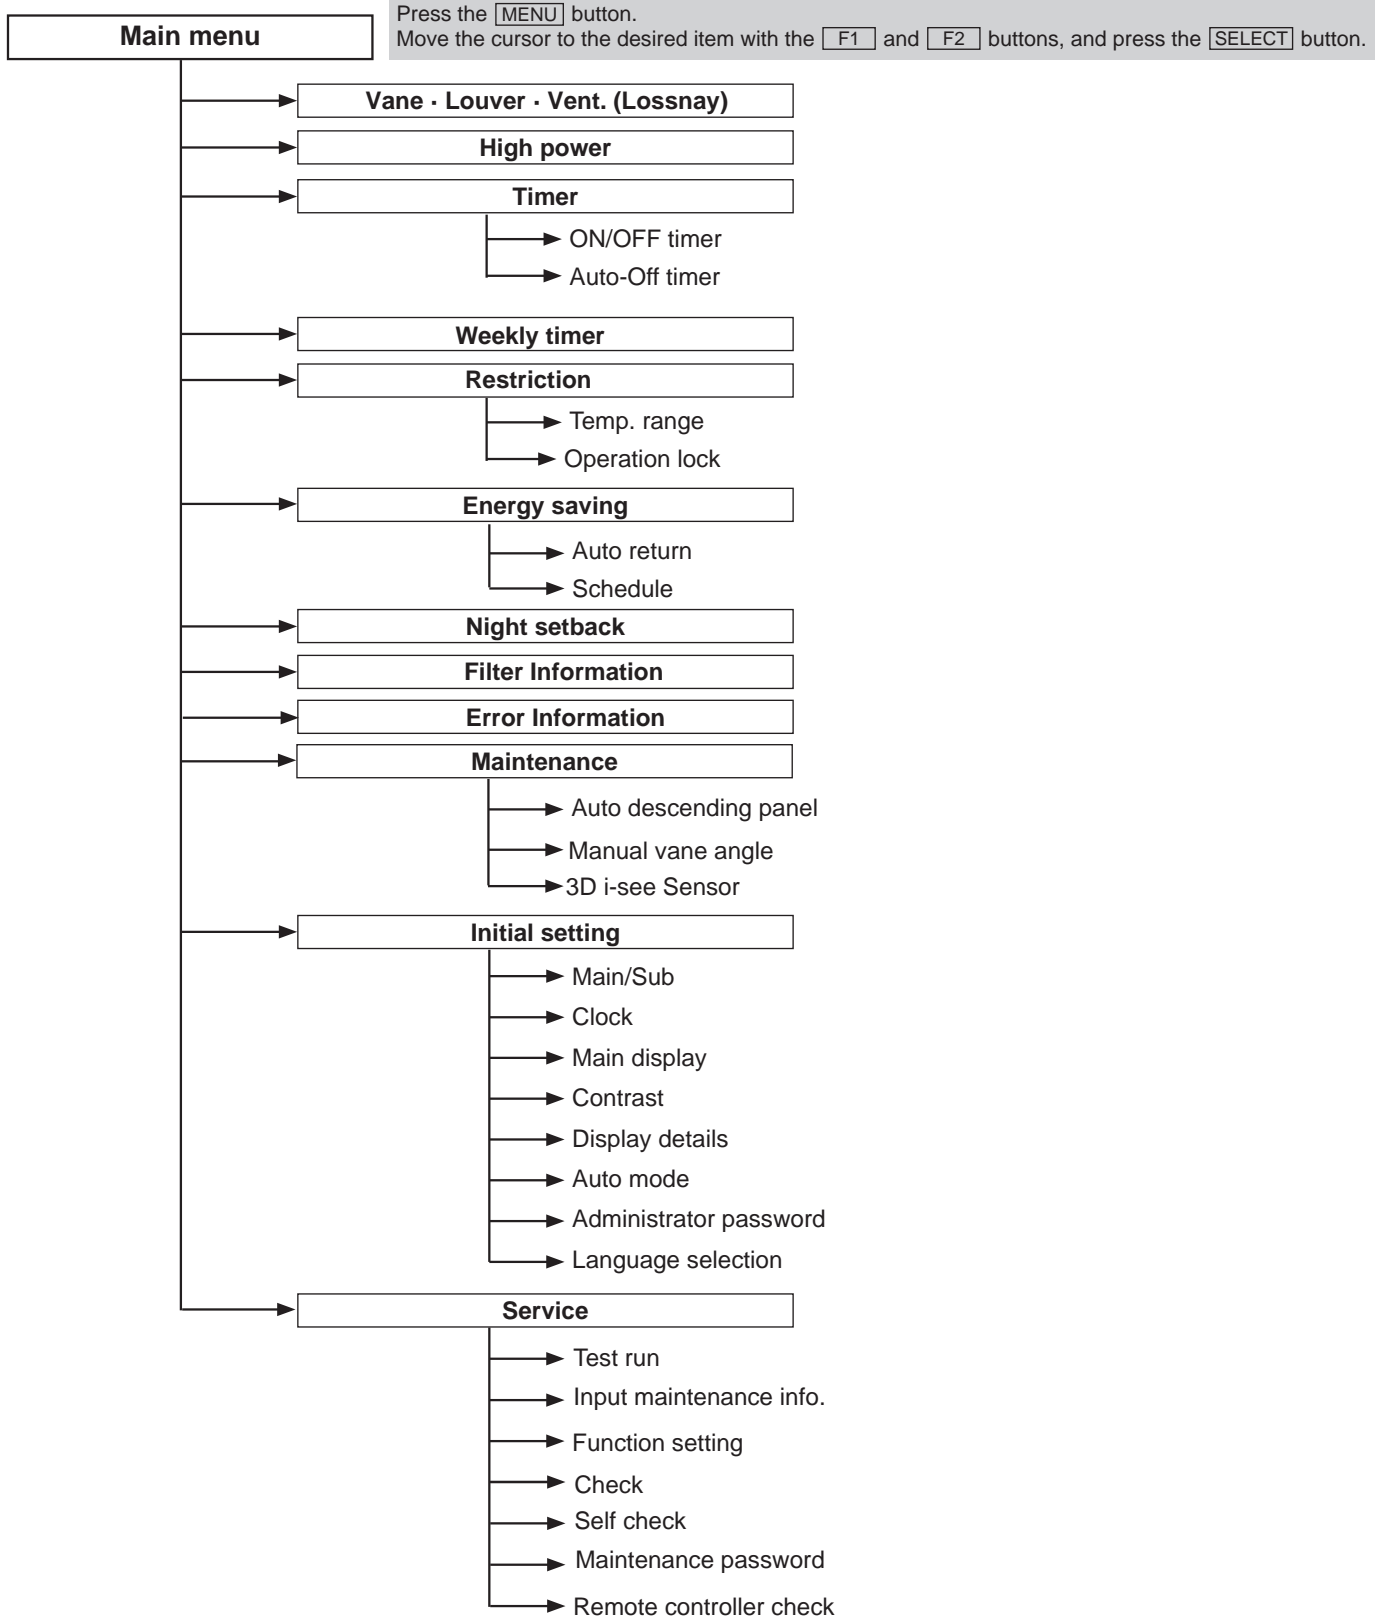 Main menu
Press the MENU button.
Move the cursor to the desired item with the F1 and F2 buttons, and press the SELECT button.
Vane · Louver · Vent. (Lossnay)
High power
Timer
ON/OFF timer
Auto-Off timer
Weekly timer
Restriction
Temp. range
Operation lock
Energy saving
Auto return
Schedule
Night setback
Filter Information
Error Information
Maintenance
Auto descending panel
Manual vane angle
3D i-see Sensor
Initial setting
Main/Sub
Clock
Main display
Contrast
Display details
Auto mode
Administrator password
Language selection
Service
Test run
Input maintenance info.
Function setting
Check
Self check
Maintenance password
Remote controller check